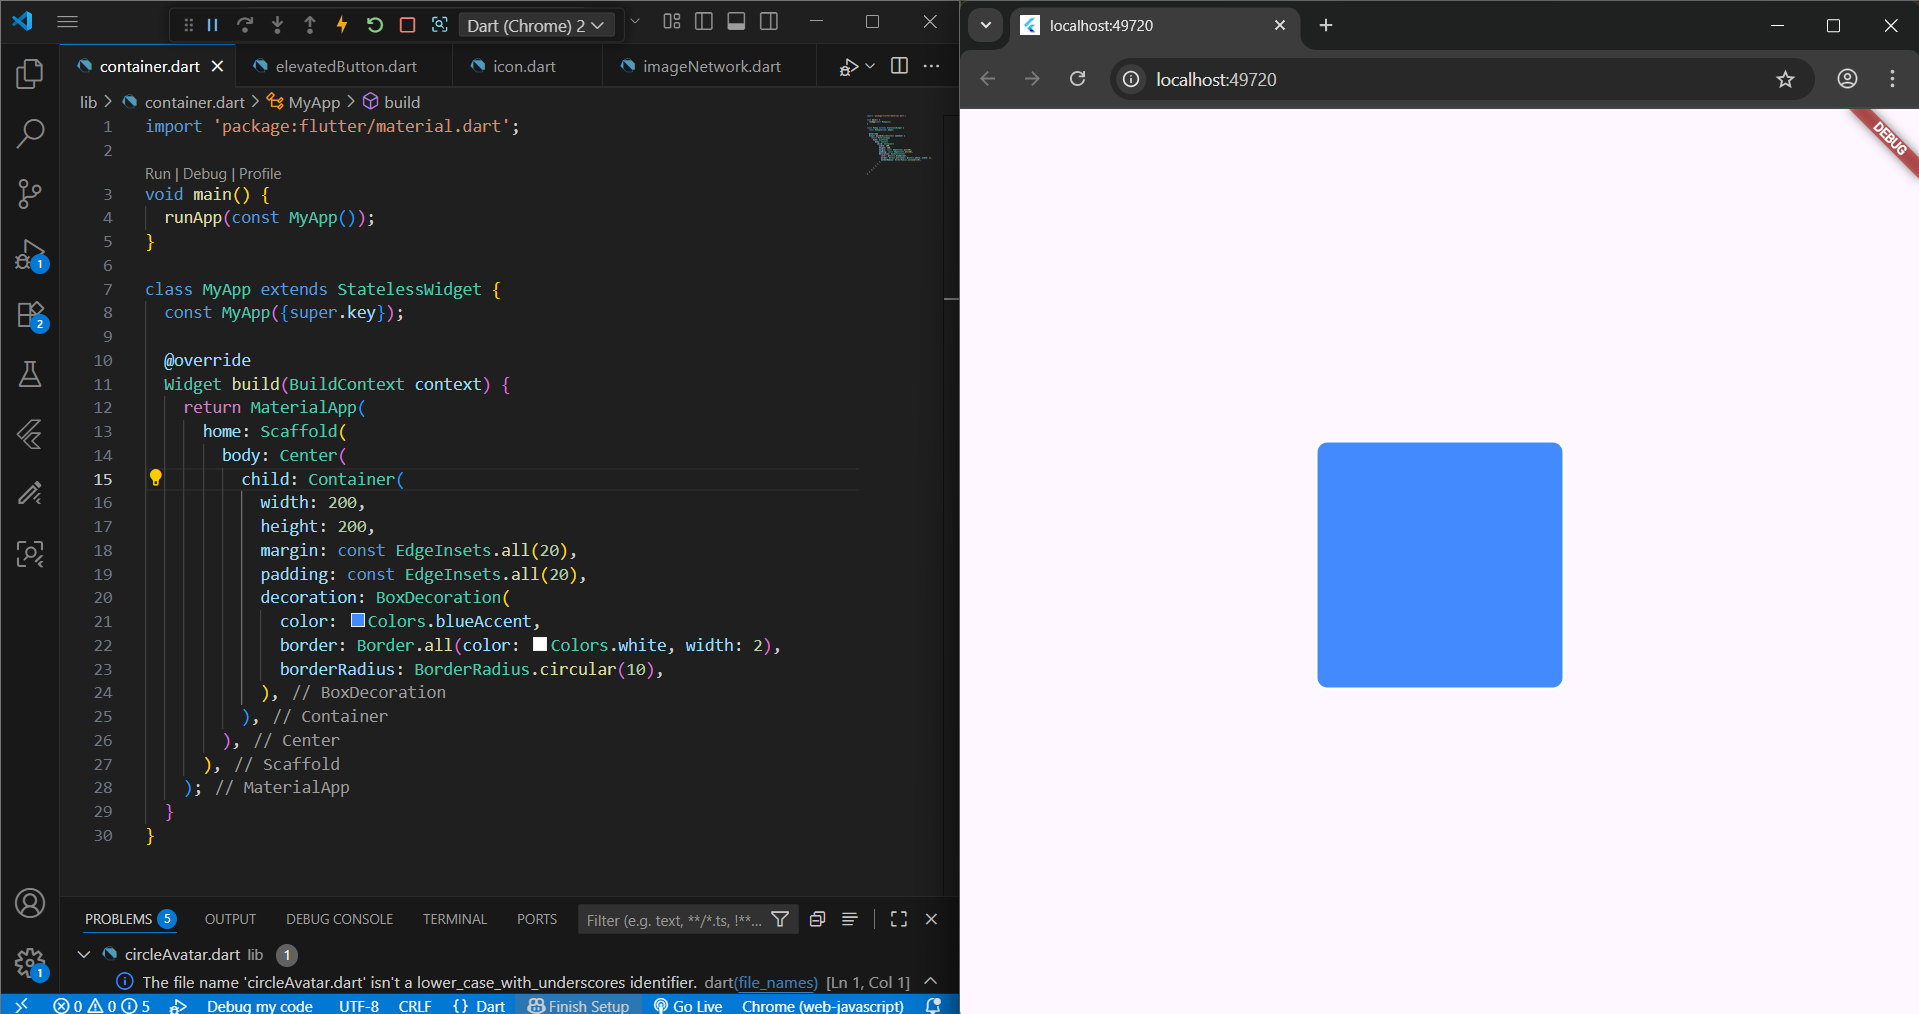 Dart (Chrome) 2
container.dart
elevatedButton.dart
icon.dart
imageNetwork.dart
lib > container.dart > MyApp > build
1 import 'package:flutter/material.dart';
2
Run | Debug | Profile
3 void main() {
4 runApp(const MyApp());
5 }
6
7 class MyApp extends StatelessWidget {
8 const MyApp({super.key});
9
10 @override
11 Widget build(BuildContext context) {
12 return MaterialApp(
13 home: Scaffold(
14 body: Center(
15 child: Container(
16 width: 200,
17 height: 200,
18 margin: const EdgeInsets.all(20),
19 padding: const EdgeInsets.all(20),
20 decoration: BoxDecoration(
21 color: Colors.blueAccent,
22 border: Border.all(color: Colors.white, width: 2),
23 borderRadius: BorderRadius.circular(10),
24 ), // BoxDecoration
25 ), // Container
26 ), // Center
27 ), // Scaffold
28 ); // MaterialApp
29 }
30 }
1
2
1
PROBLEMS 5 OUTPUT DEBUG CONSOLE TERMINAL PORTS Filter (e.g. text, **/*.ts, !**...
circleAvatar.dart lib 1
The file name 'circleAvatar.dart' isn't a lower_case_with_underscores identifier. dart(file_names) [Ln 1, Col 1]
0 0 5 Debug my code UTF-8 CRLF {} Dart Finish Setup Go Live Chrome (web-javascript)
localhost:49720
localhost:49720
DEBUG